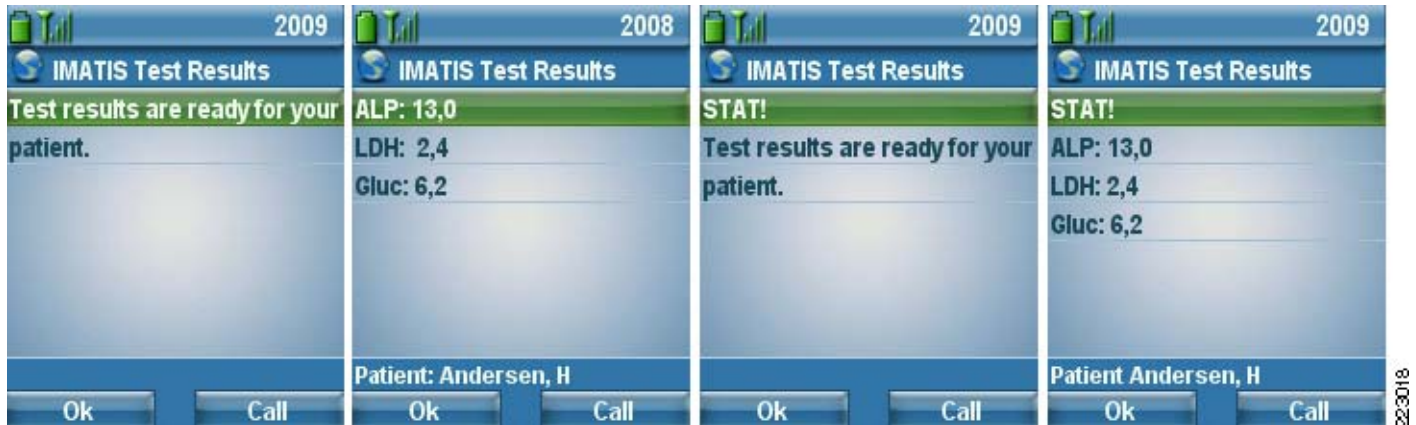 2009
IMATIS Test Results
Test results are ready for your
patient.
Ok Call
2008
IMATIS Test Results
ALP: 13,0
LDH: 2,4
Gluc: 6,2
Patient: Andersen, H
Ok Call
2009
IMATIS Test Results
STAT!
Test results are ready for your
patient.
Ok Call
2009
IMATIS Test Results
STAT!
ALP: 13,0
LDH: 2,4
Gluc: 6,2
Patient Andersen, H
Ok Call
223018